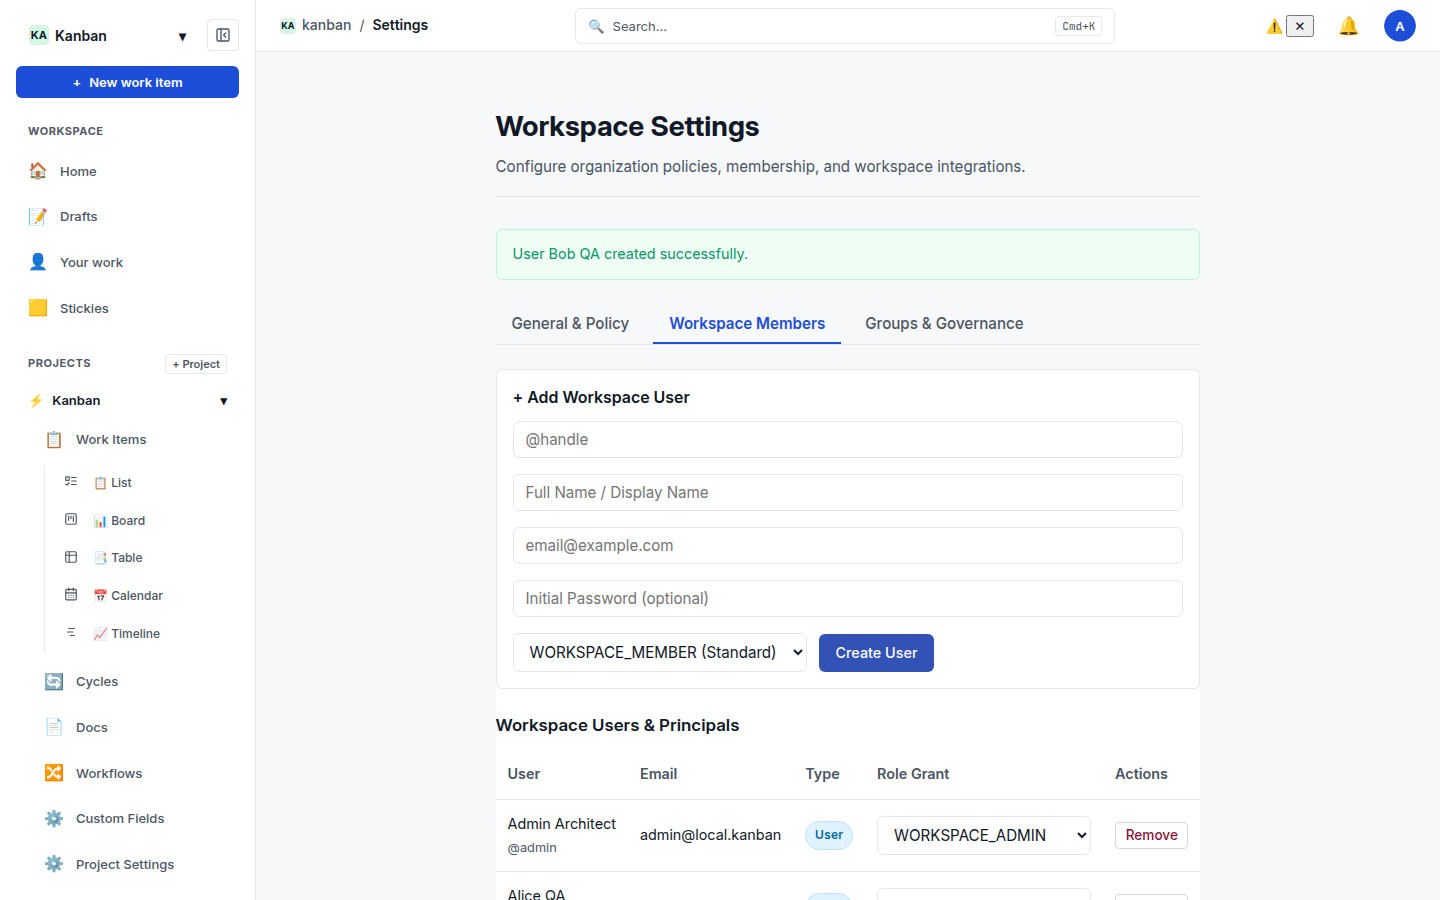 KA Kanban ▾
+ New work item
WORKSPACE
Home
Drafts
Your work
Stickies
PROJECTS
+ Project
Kanban ▾
Work Items
List
Board
Table
Calendar
Timeline
Cycles
Docs
Workflows
Custom Fields
Project Settings
KA kanban / Settings
Search...
Cmd+K
✕
A
Workspace Settings
Configure organization policies, membership, and workspace integrations.
User Bob QA created successfully.
General & Policy
Workspace Members
Groups & Governance
+ Add Workspace User
@handle
Full Name / Display Name
email@example.com
Initial Password (optional)
WORKSPACE_MEMBER (Standard)
Create User
Workspace Users & Principals
User Email Type Role Grant Actions
Admin Architect
@admin
admin@local.kanban
User
WORKSPACE_ADMIN
Remove
Alice QA